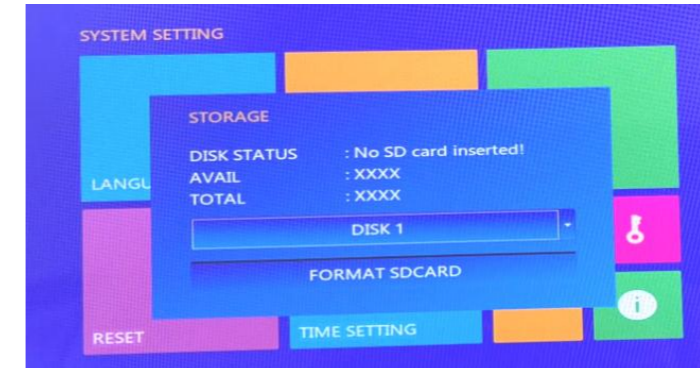 SYSTEM SETTING
STORAGE
DISK STATUS : No SD card inserted!
AVAIL : XXXX
TOTAL : XXXX
DISK 1
FORMAT SDCARD
LANGU
RESET
TIME SETTING
i